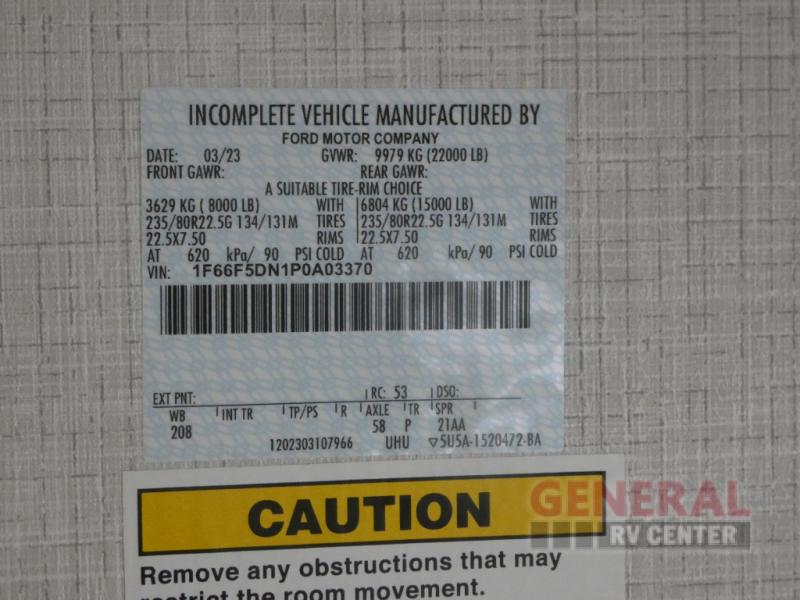 INCOMPLETE VEHICLE MANUFACTURED BY
FORD MOTOR COMPANY
DATE: 03/23 GVWR: 9979 KG (22000 LB)
FRONT GAWR: REAR GAWR:
A SUITABLE TIRE-RIM CHOICE
3629 KG ( 8000 LB) WITH 6804 KG (15000 LB) WITH
235/80R22.5G 134/131M TIRES 235/80R22.5G 134/131M TIRES
22.5X7.50 RIMS 22.5X7.50 RIMS
AT 620 kPa/ 90 PSI COLD AT 620 kPa/ 90 PSI COLD
VIN: 1F66F5DN1P0A03370
EXT PNT: RC: 53 DSO:
WB INT TR TP/PS R AXLE TR SPR
208 58 P 21AA
1202303107966 UHU ▽5U5A-1520472-BA
CAUTION
Remove any obstructions that may
restrict the room movement.
GENERAL
RV CENTER